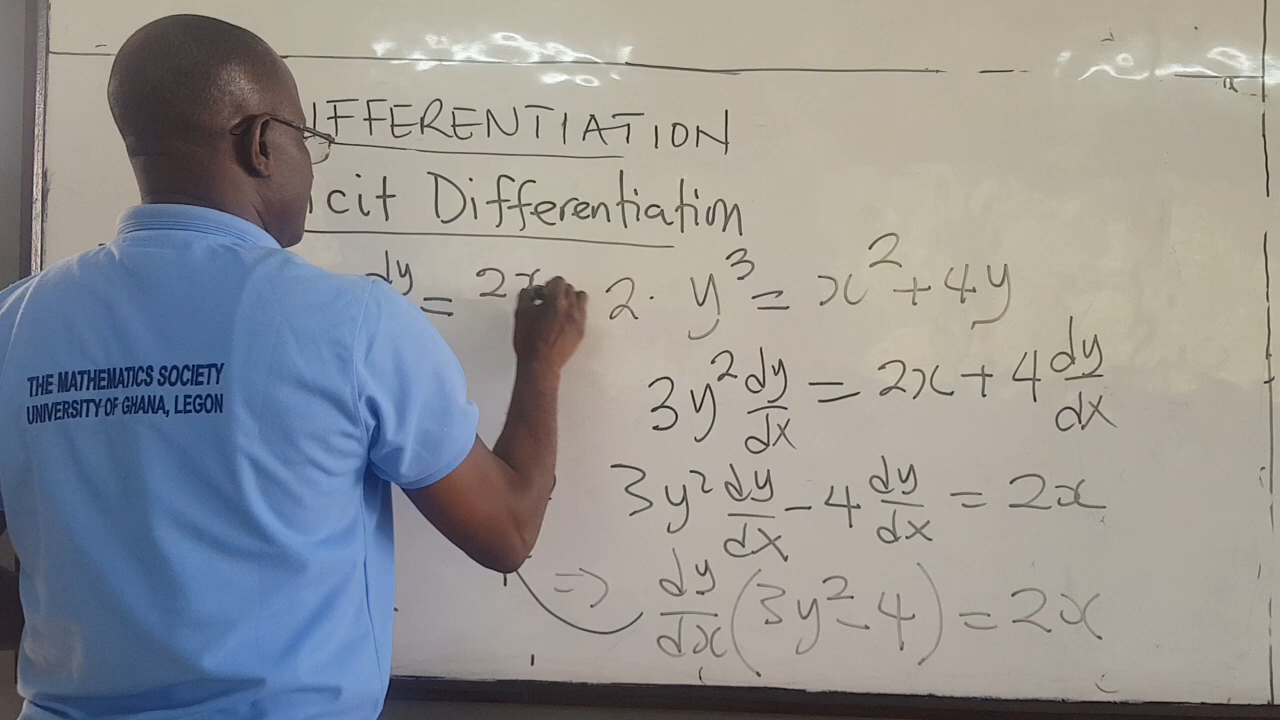 IFFERENTIATION
icit Differentiation
dy = 2x
2. y³ = x² + 4y
3y² dy/dx = 2x + 4 dy/dx
3y² dy/dx - 4 dy/dx = 2x
=> dy/dx (3y² - 4) = 2x
THE MATHEMATICS SOCIETY
UNIVERSITY OF GHANA, LEGON